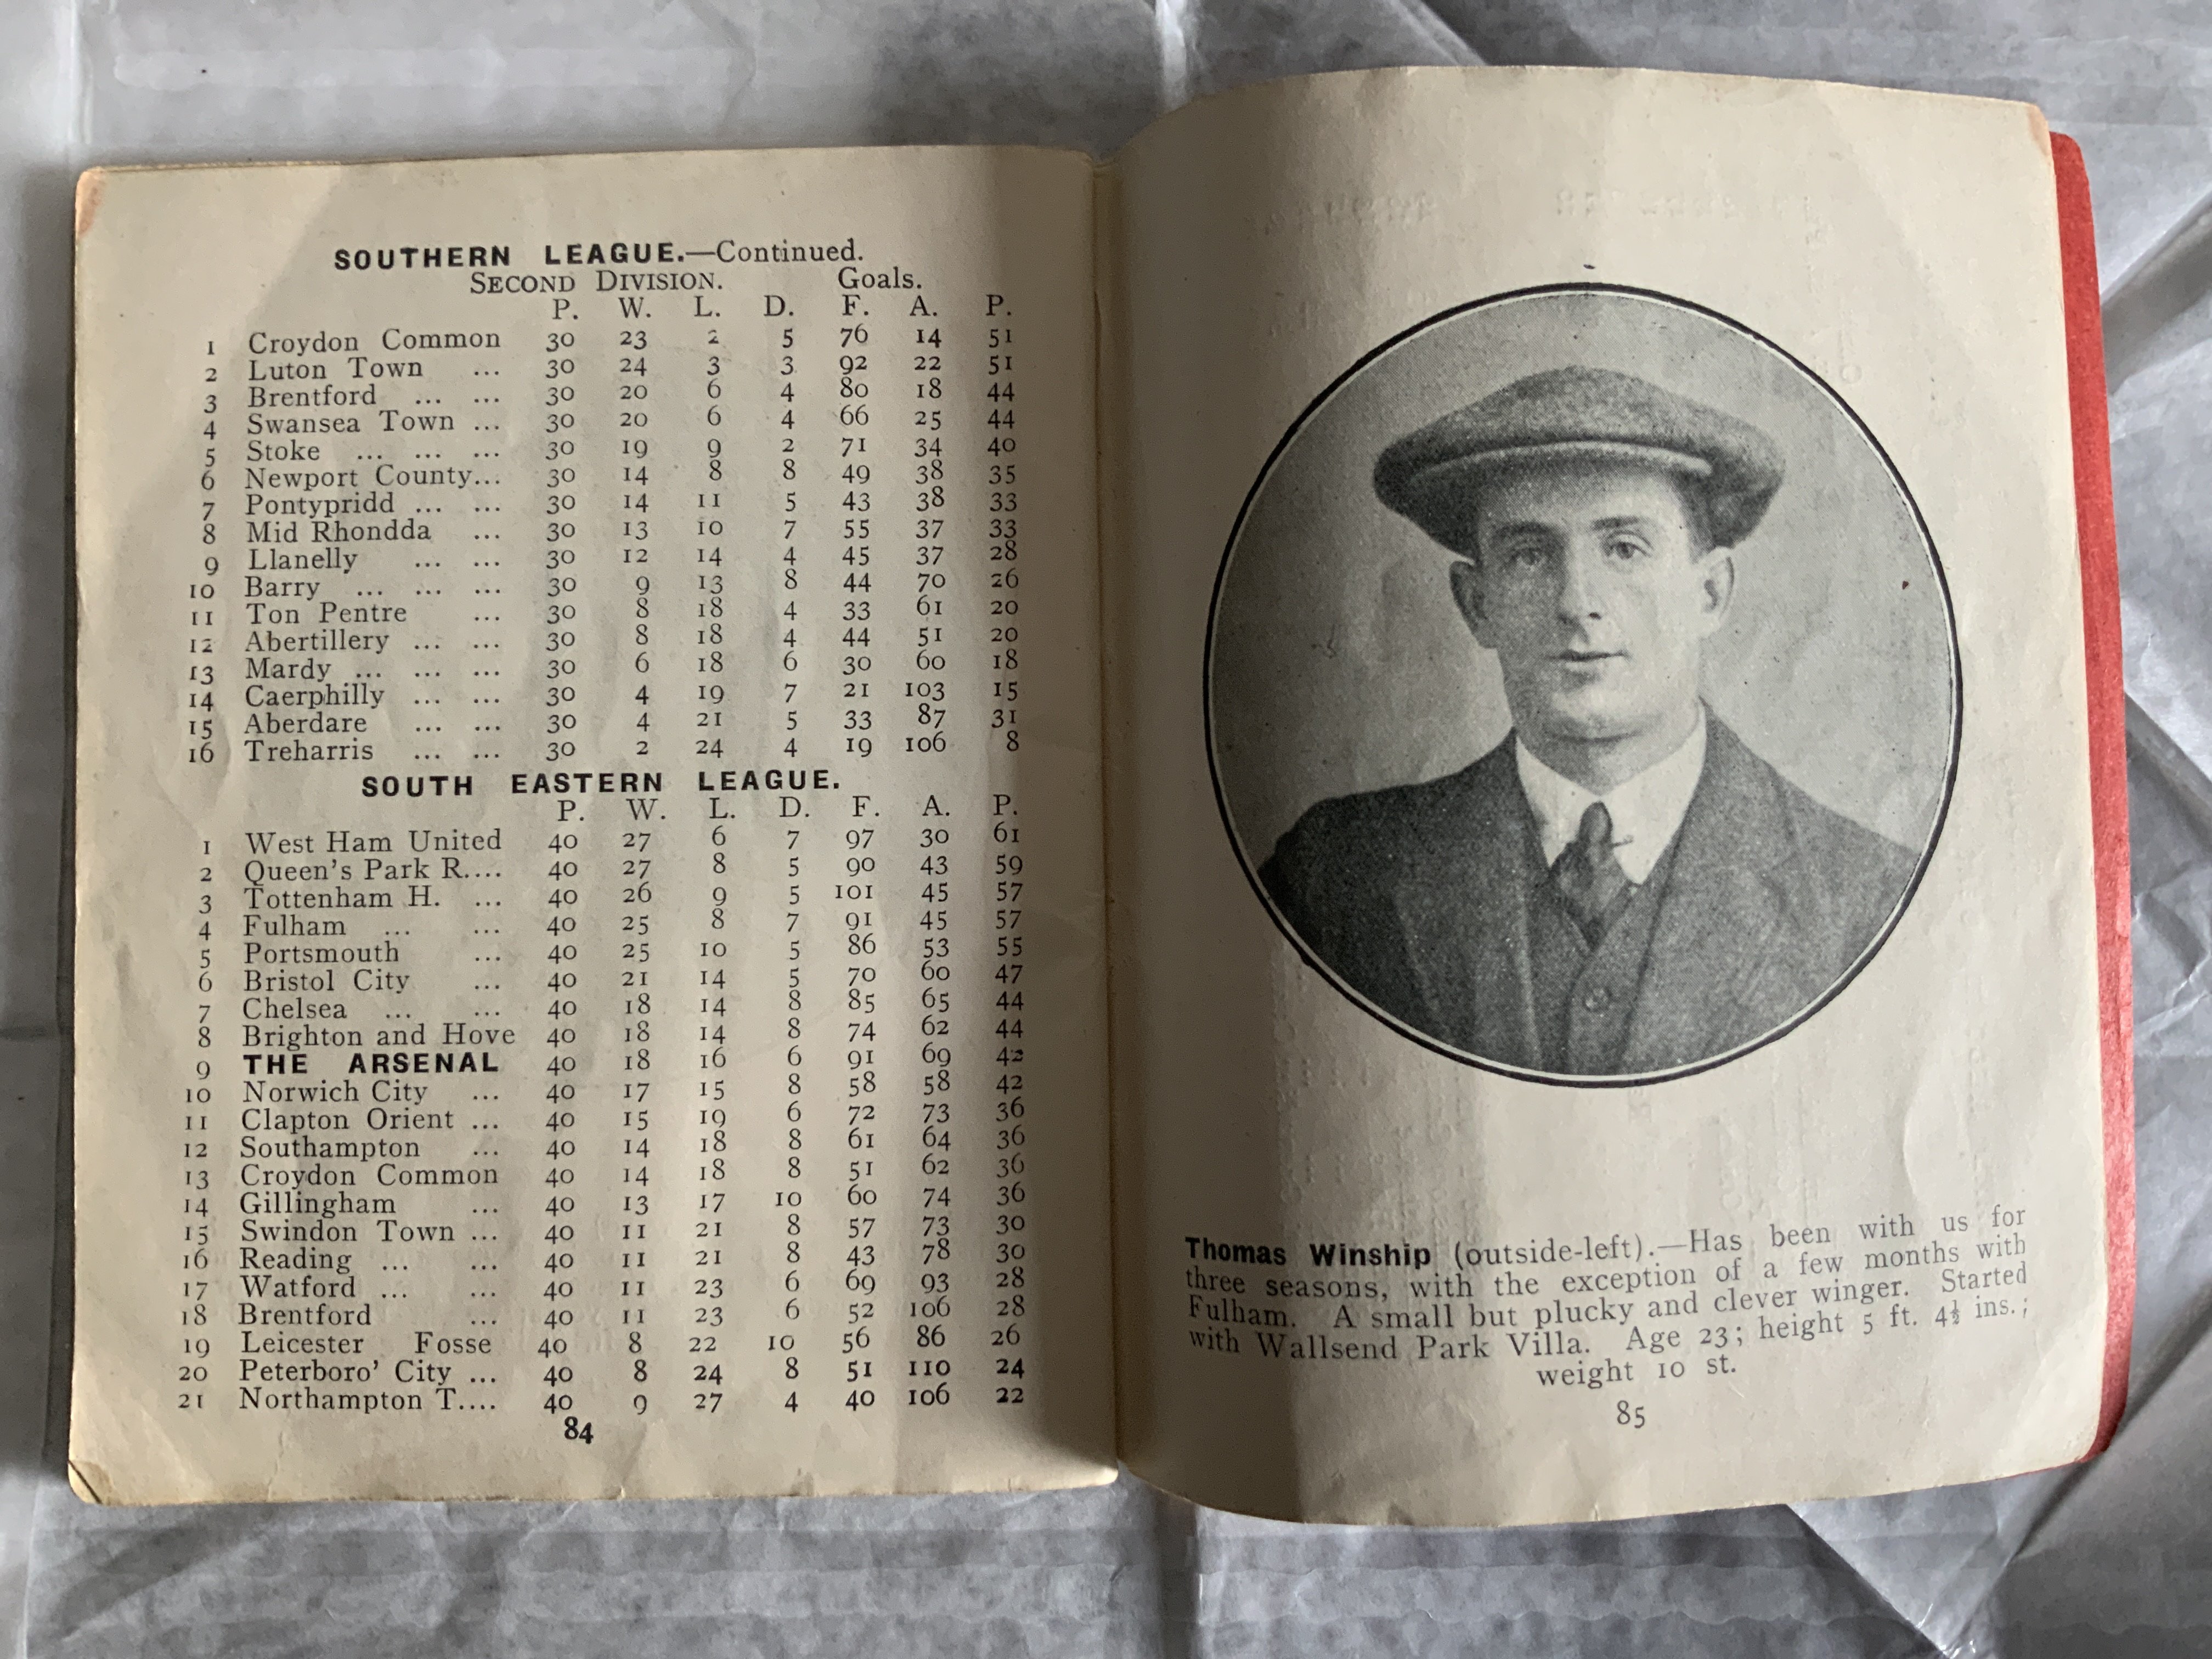 SOUTHERN LEAGUE.—Continued.
SECOND DIVISION. Goals.
P. W. L. D. F. A. P.
1 Croydon Common 30 23 2 5 76 14 51
2 Luton Town ... 30 24 3 3 92 22 51
3 Brentford ... ... 30 20 6 4 80 18 44
4 Swansea Town ... 30 20 6 4 66 25 44
5 Stoke ... ... ... 30 19 9 2 71 34 40
6 Newport County... 30 14 8 8 49 38 35
7 Pontypridd ... ... 30 14 11 5 43 38 33
8 Mid Rhondda ... 30 13 10 7 55 37 33
9 Llanelly ... ... 30 12 14 4 45 37 28
10 Barry ... ... ... 30 9 13 8 44 70 26
11 Ton Pentre ... 30 8 18 4 33 61 20
12 Abertillery ... ... 30 8 18 4 44 51 20
13 Mardy ... ... ... 30 6 18 6 30 60 18
14 Caerphilly ... ... 30 4 19 7 21 103 15
15 Aberdare ... ... 30 4 21 5 33 87 31
16 Treharris ... ... 30 2 24 4 19 106 8
SOUTH EASTERN LEAGUE.
P. W. L. D. F. A. P.
1 West Ham United 40 27 6 7 97 30 61
2 Queen's Park R.... 40 27 8 5 90 43 59
3 Tottenham H. ... 40 26 9 5 101 45 57
4 Fulham ... ... 40 25 8 7 91 45 57
5 Portsmouth ... 40 25 10 5 86 53 55
6 Bristol City ... 40 21 14 5 70 60 47
7 Chelsea ... ... 40 18 14 8 85 65 44
8 Brighton and Hove 40 18 14 8 74 62 44
9 THE ARSENAL 40 18 16 6 91 69 42
10 Norwich City ... 40 17 15 8 58 58 42
11 Clapton Orient ... 40 15 19 6 72 73 36
12 Southampton ... 40 14 18 8 61 64 36
13 Croydon Common 40 14 18 8 51 62 36
14 Gillingham ... 40 13 17 10 60 74 36
15 Swindon Town ... 40 11 21 8 57 73 30
16 Reading ... ... 40 11 21 8 43 78 30
17 Watford ... ... 40 11 23 6 69 93 28
18 Brentford ... 40 11 23 6 52 106 28
19 Leicester Fosse 40 8 22 10 56 86 26
20 Peterboro' City ... 40 8 24 8 51 110 24
21 Northampton T.... 40 9 27 4 40 106 22
84
Thomas Winship (outside-left).—Has been with us for
three seasons, with the exception of a few months with
Fulham. A small but plucky and clever winger. Started
with Wallsend Park Villa. Age 23; height 5 ft. 4½ ins.;
weight 10 st.
85